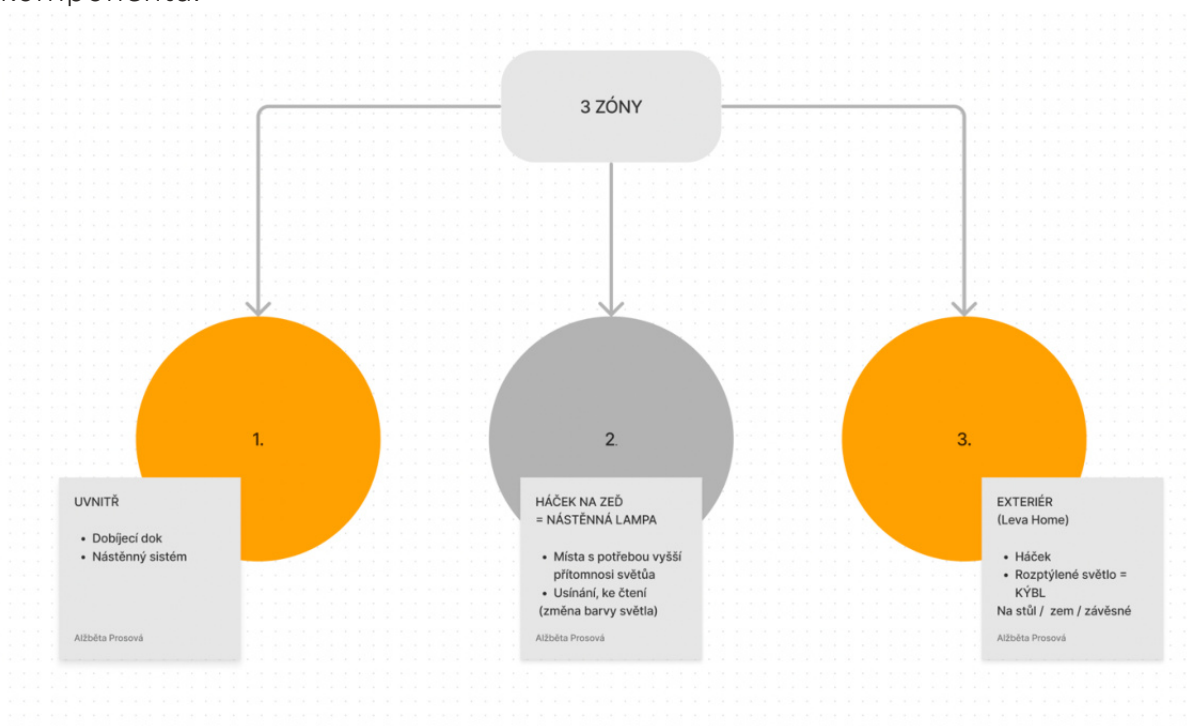 3 ZÓNY
1.
2.
3.
UVNITŘ
• Dobíjecí dok
• Nástěnný sistém
Alžběta Prosová
HÁČEK NA ZEĎ
= NÁSTĚNNÁ LAMPA
• Místa s potřebou vyšší
přítomnosi světůa
• Usínání, ke čtení
(změna barvy světla)
Alžběta Prosová
EXTERIÉR
(Leva Home)
• Háček
• Rozptýlené světlo =
KÝBL
Na stůl / zem / závěsné
Alžběta Prosová